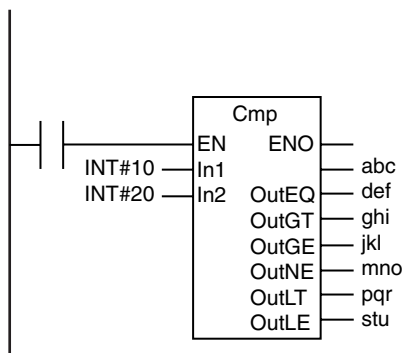 Cmp
EN ENO
INT#10 In1 abc
INT#20 In2 OutEQ def
OutGT ghi
OutGE jkl
OutNE mno
OutLT pqr
OutLE stu